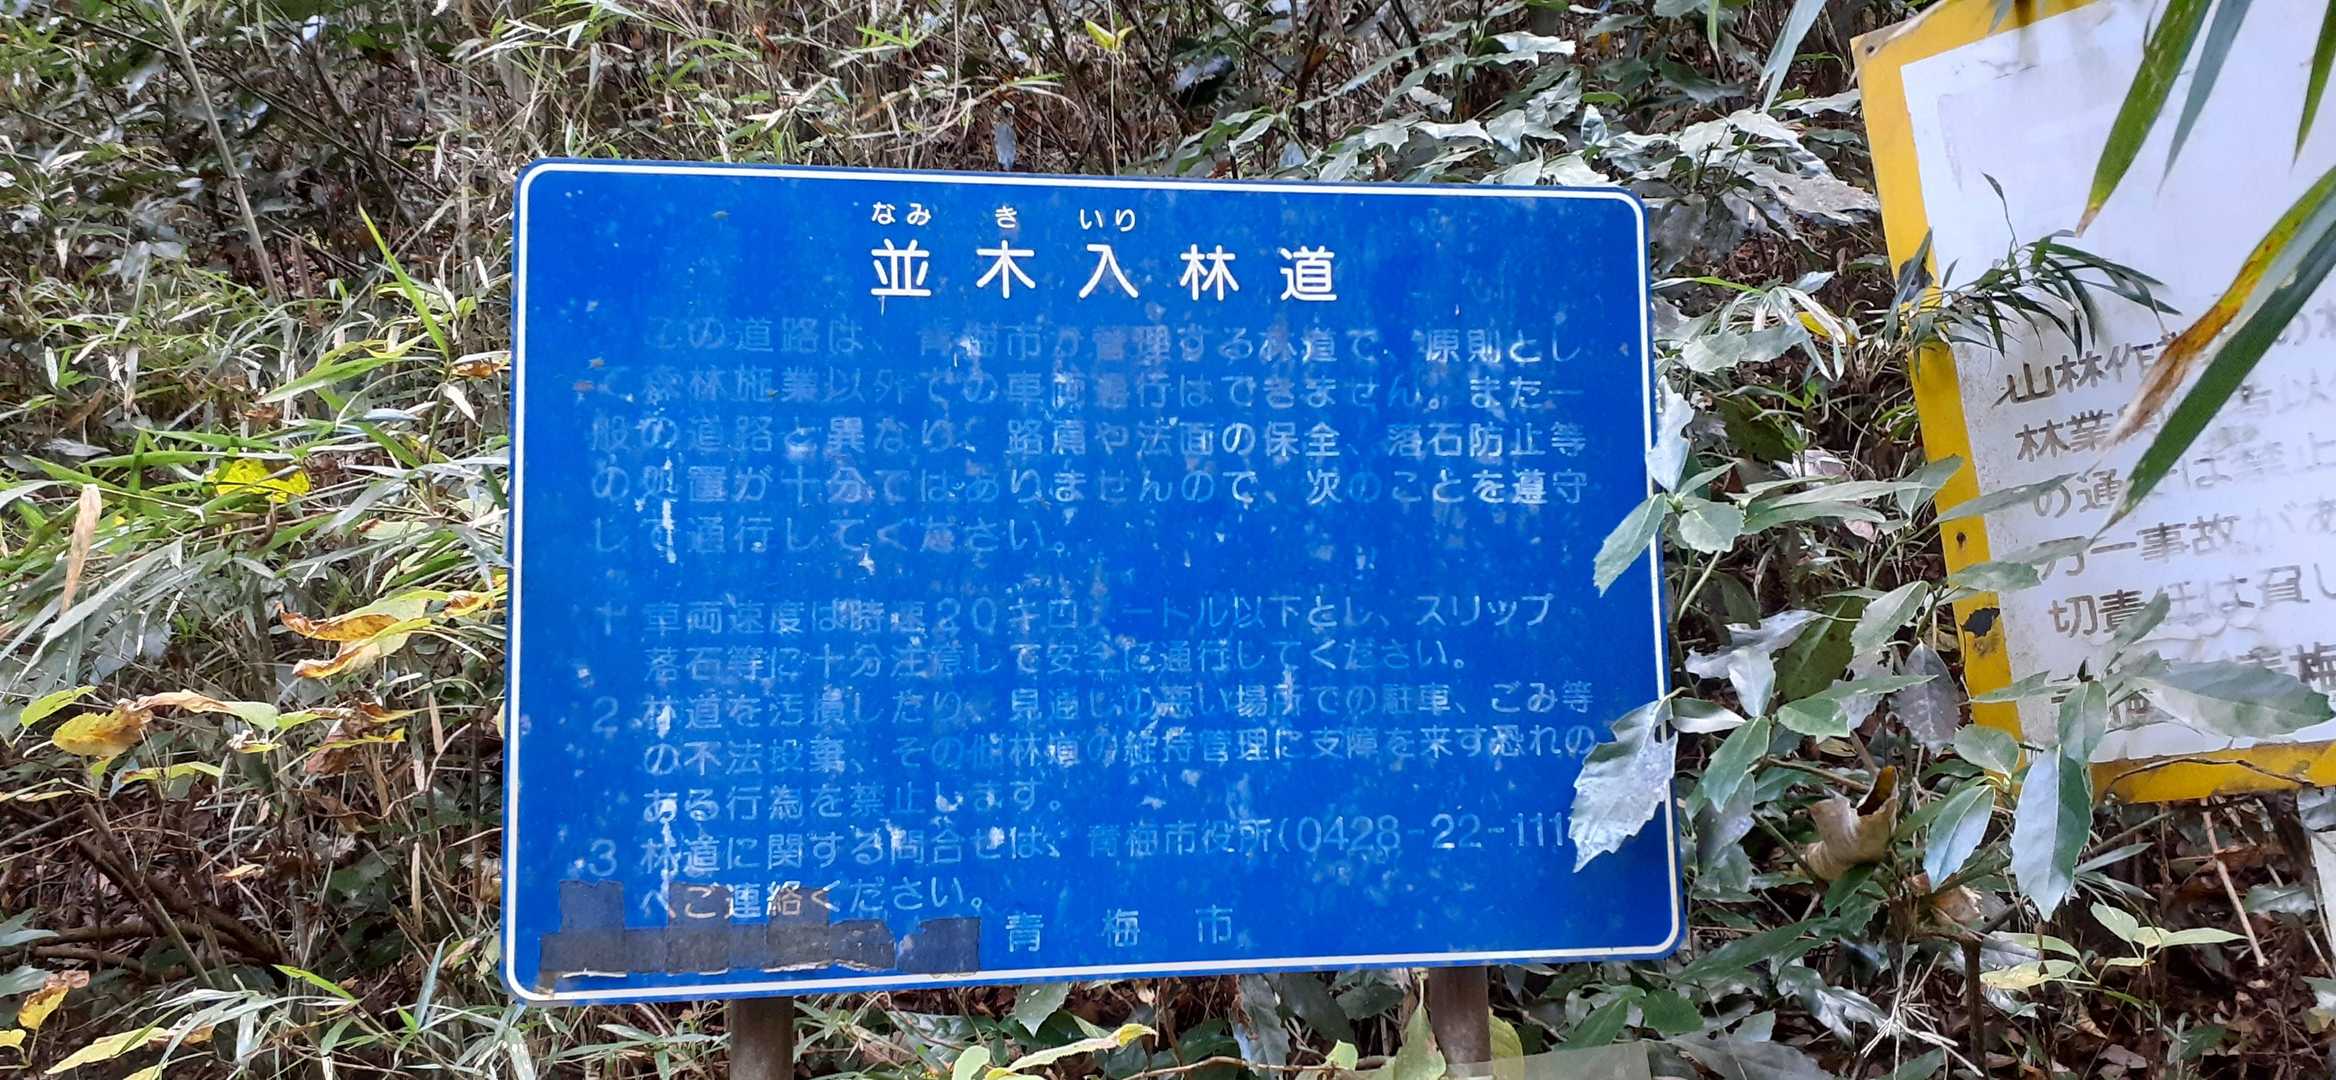 なみ き いり
並木入林道
この道路は、青梅市が管理する林道で、原則とし
て森林施業以外での車両通行はできません。また一
般の道路と異なり、路肩や法面の保全、落石防止等
の処置が十分ではありませんので、次のことを遵守
して通行してください。
1 車両速度は時速20キロメートル以下とし、スリップ
落石等に十分注意して安全に通行してください。
2 林道を汚損したり、見通しの悪い場所での駐車、ごみ等
の不法投棄、その他林道の維持管理に支障を来す恐れの
ある行為を禁止します。
3 林道に関する問合せは、青梅市役所(0428-22-111
へご連絡ください。
青梅市
山林作
林業 以
の通 は禁止
万一事故があ
切責任は負し
梅